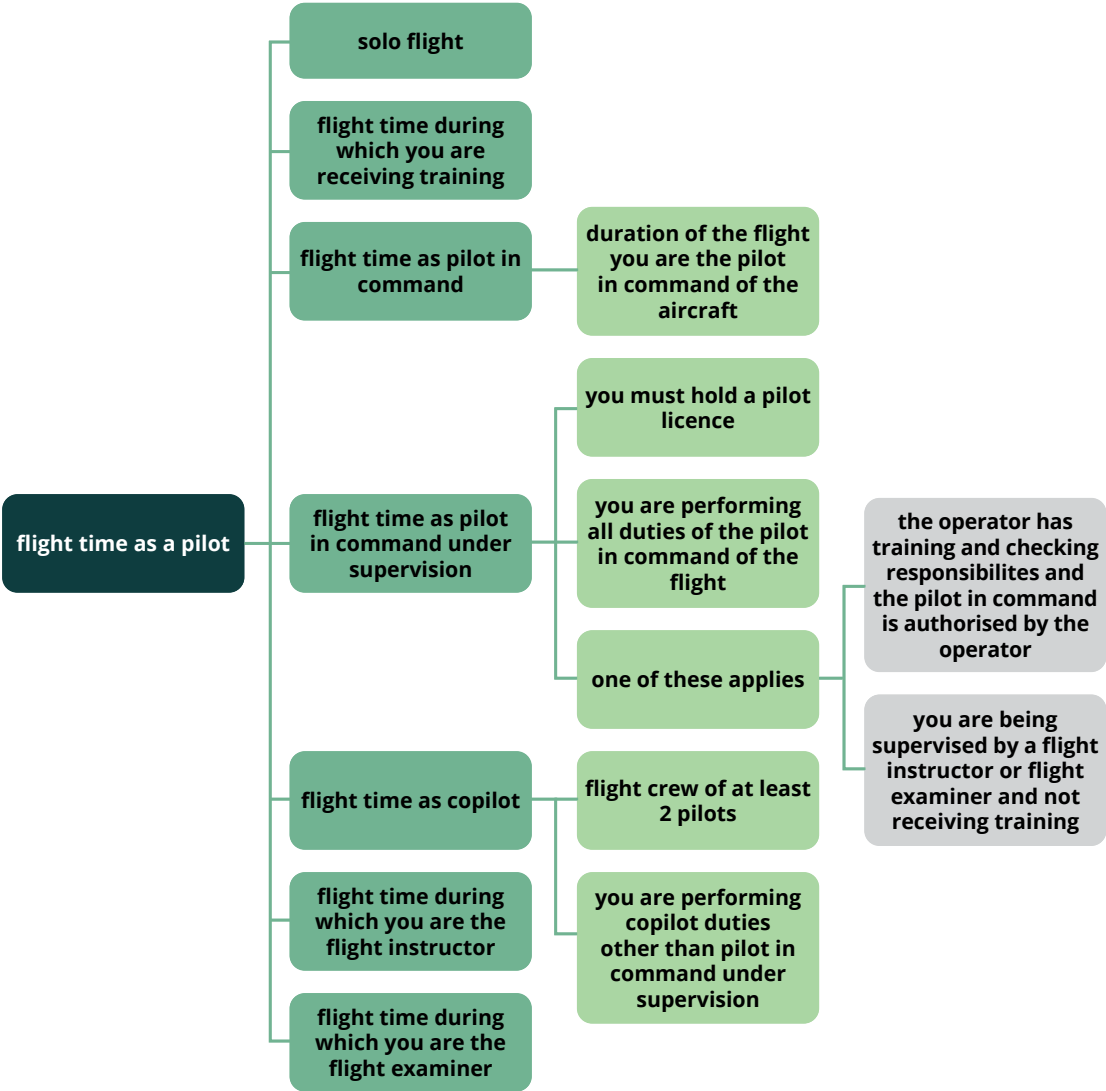 solo flight
flight time during
which you are
receiving training
flight time as pilot in
command
duration of the flight
you are the pilot
in command of the
aircraft
flight time as a pilot
flight time as pilot
in command under
supervision
you must hold a pilot
licence
you are performing
all duties of the pilot
in command of the
flight
one of these applies
the operator has
training and checking
responsibilites and
the pilot in command
is authorised by the
operator
you are being
supervised by a flight
instructor or flight
examiner and not
receiving training
flight time as copilot
flight crew of at least
2 pilots
you are performing
copilot duties
other than pilot in
command under
supervision
flight time during
which you are the
flight instructor
flight time during
which you are the
flight examiner